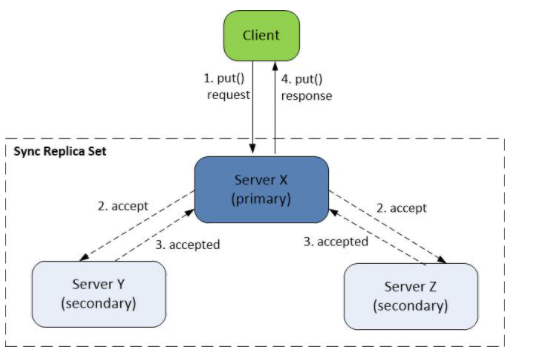 Client
1. put()
request
4. put()
response
Sync Replica Set
Server X
(primary)
2. accept
2. accept
3. accepted
3. accepted
Server Y
(secondary)
Server Z
(secondary)